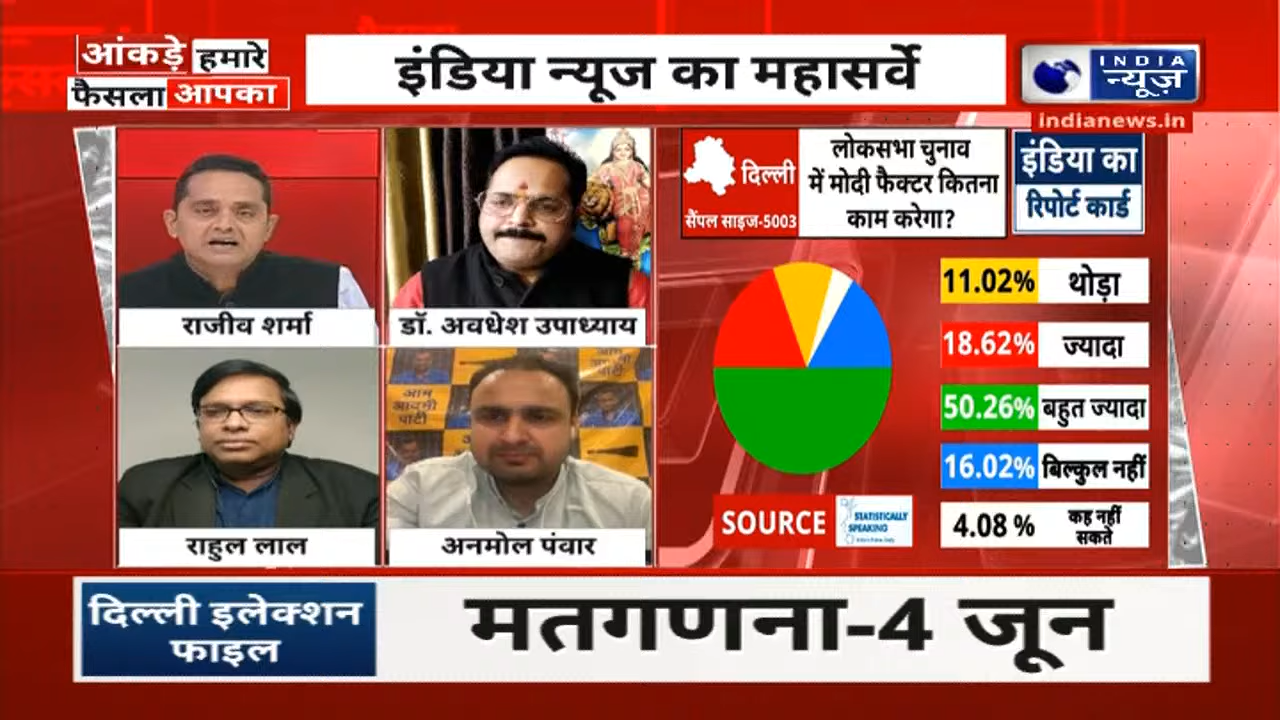 आंकड़े हमारे
फैसला आपका
इंडिया न्यूज का महासर्वे
INDIA
न्यूज़
indianews.in
राजीव शर्मा
डॉ. अवधेश उपाध्याय
आम
आदमी
पार्टी
राहुल लाल
अनमोल पंवार
दिल्ली
सैंपल साइज-5003
लोकसभा चुनाव
में मोदी फैक्टर कितना
काम करेगा?
इंडिया का
रिपोर्ट कार्ड
11.02% थोड़ा
18.62% ज्यादा
50.26% बहुत ज्यादा
16.02% बिल्कुल नहीं
4.08 % कह नहीं
सकते
SOURCE
STATISTICALLY
SPEAKING
दिल्ली इलेक्शन
फाइल
मतगणना-4 जून